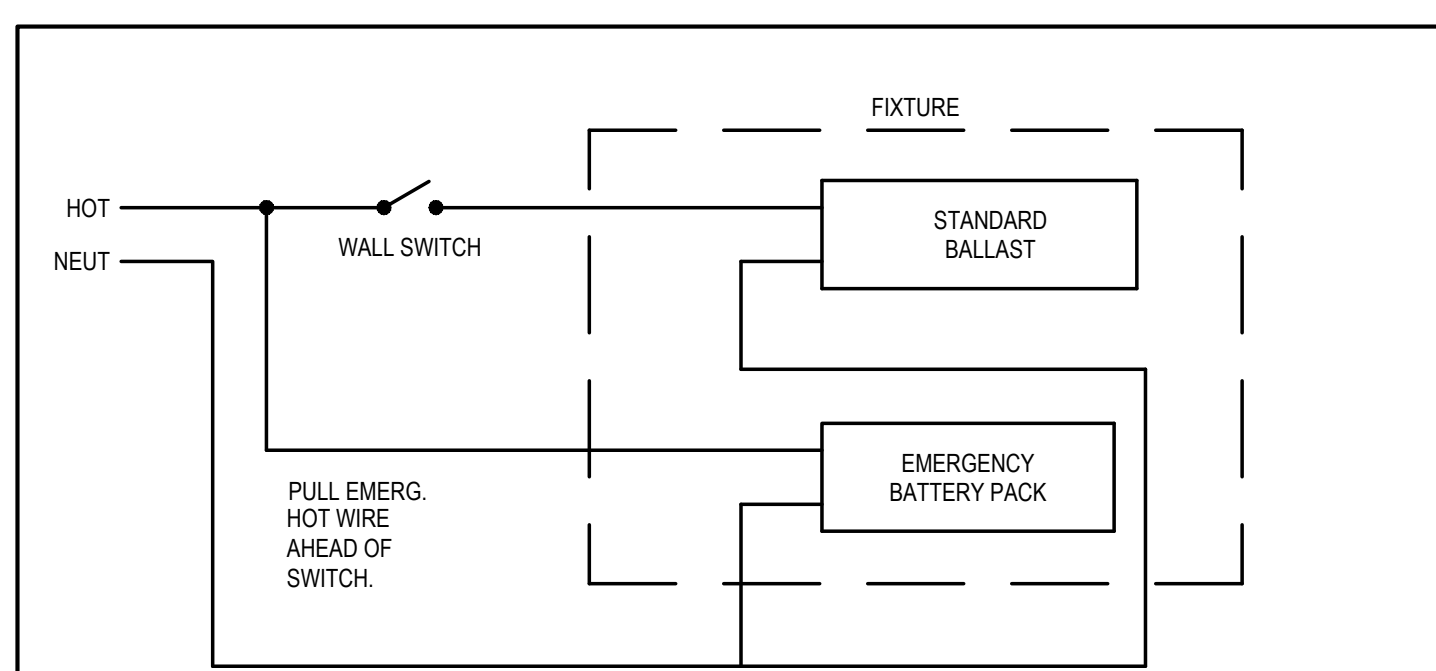 FIXTURE
HOT
NEUT
WALL SWITCH
STANDARD
BALLAST
EMERGENCY
BATTERY PACK
PULL EMERG.
HOT WIRE
AHEAD OF
SWITCH.